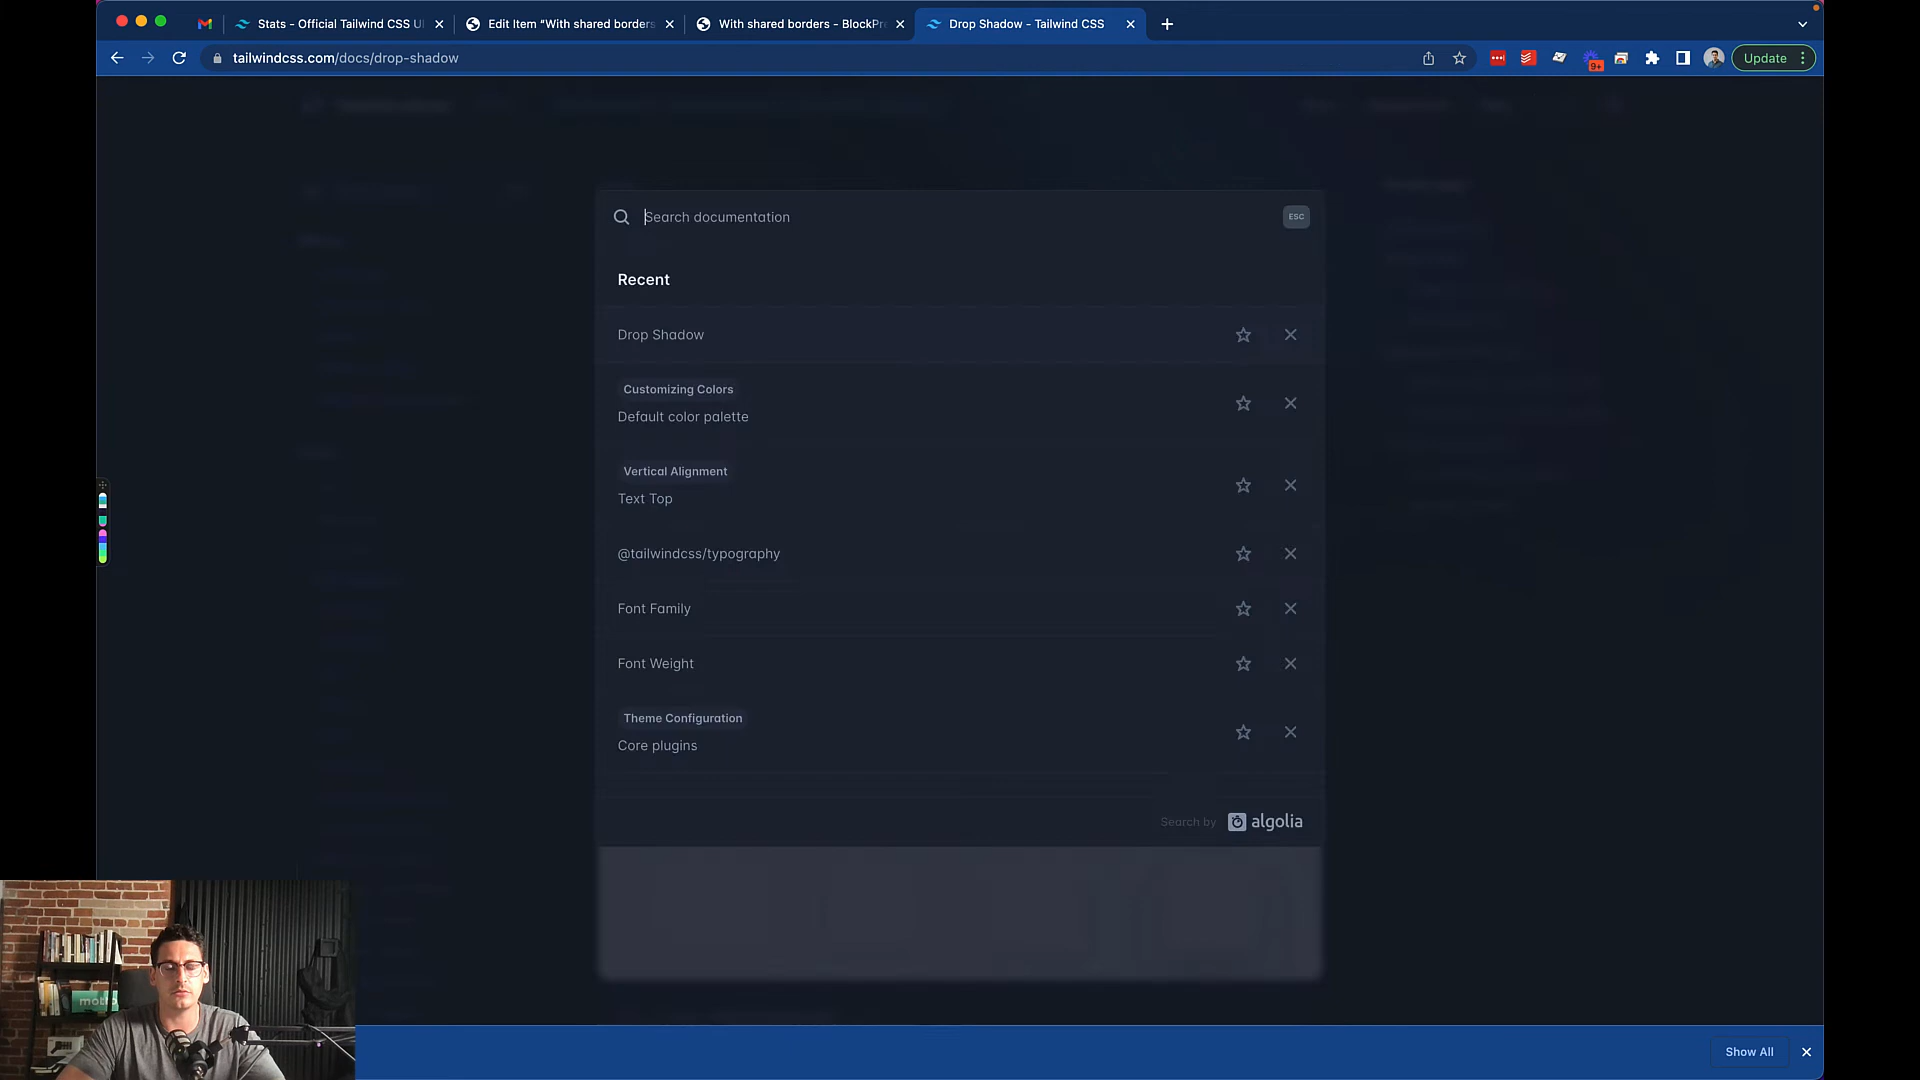 Stats - Official Tailwind CSS UI
Edit Item "With shared borders
With shared borders - BlockPr
Drop Shadow - Tailwind CSS
tailwindcss.com/docs/drop-shadow
9+
Update
Search documentation
ESC
Recent
Drop Shadow
Customizing Colors
Default color palette
Vertical Alignment
Text Top
@tailwindcss/typography
Font Family
Font Weight
Theme Configuration
Core plugins
Search by algolia
motto
Show All